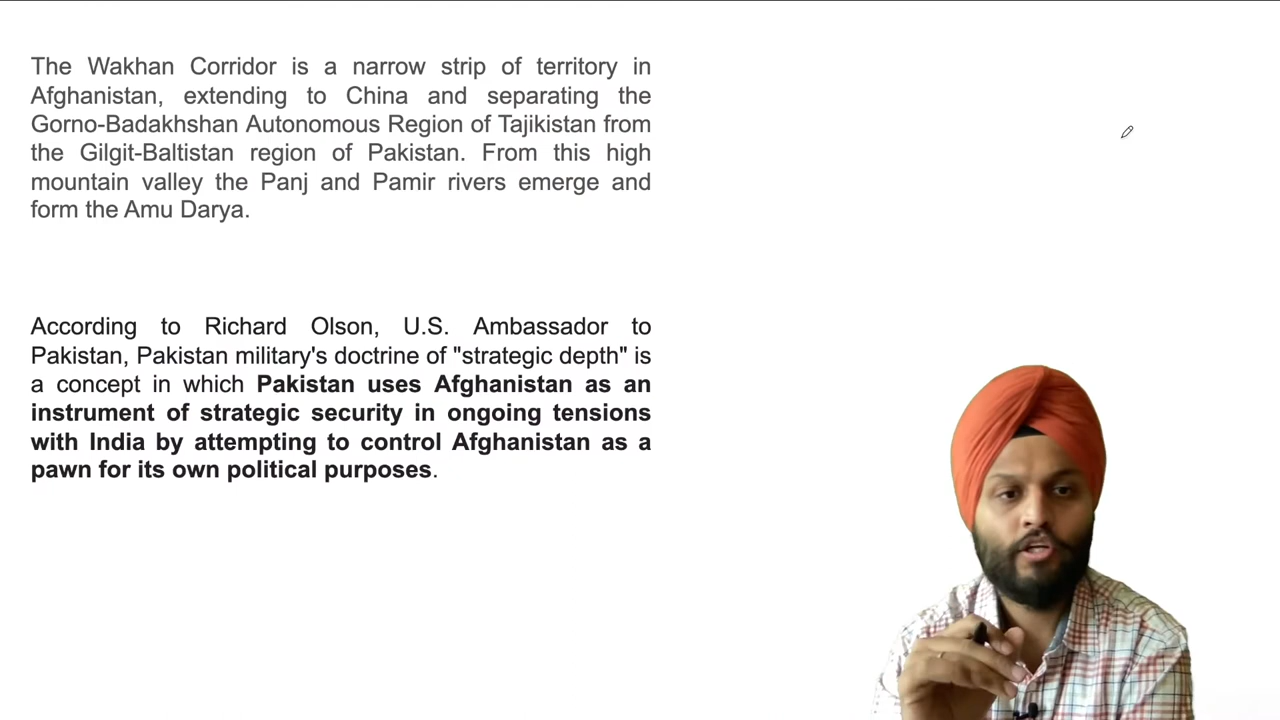 The Wakhan Corridor is a narrow strip of territory in
Afghanistan, extending to China and separating the
Gorno-Badakhshan Autonomous Region of Tajikistan from
the Gilgit-Baltistan region of Pakistan. From this high
mountain valley the Panj and Pamir rivers emerge and
form the Amu Darya.
According to Richard Olson, U.S. Ambassador to
Pakistan, Pakistan military's doctrine of "strategic depth" is
a concept in which Pakistan uses Afghanistan as an
instrument of strategic security in ongoing tensions
with India by attempting to control Afghanistan as a
pawn for its own political purposes.